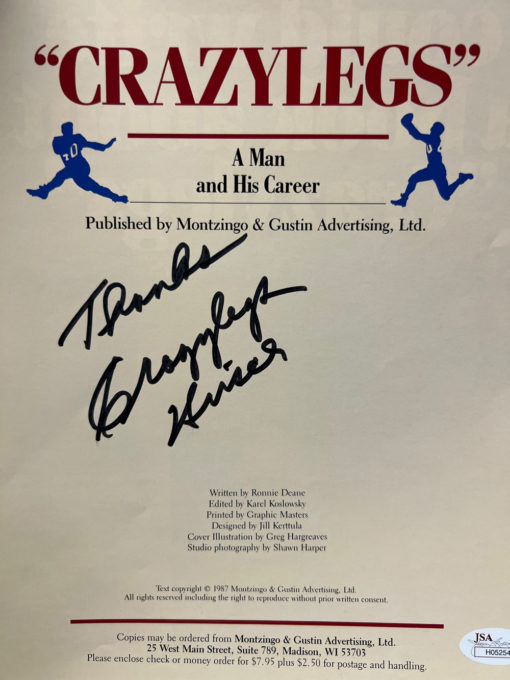 “CRAZYLEGS”
A Man
and His Career
Published by Montzingo & Gustin Advertising, Ltd.
Thanks
Crazylegs
Hirsch
Written by Ronnie Deane
Edited by Karel Koslowsky
Printed by Graphic Masters
Designed by Jill Kerttula
Cover Illustration by Greg Hargreaves
Studio photography by Shawn Harper
Text copyright © 1987 Montzingo & Gustin Advertising, Ltd.
All rights reserved including the right to reproduce without prior written consent.
Copies may be ordered from Montzingo & Gustin Advertising, Ltd.
25 West Main Street, Suite 789, Madison, WI 53703
Please enclose check or money order for $7.95 plus $2.50 for postage and handling.
JSA
H05254